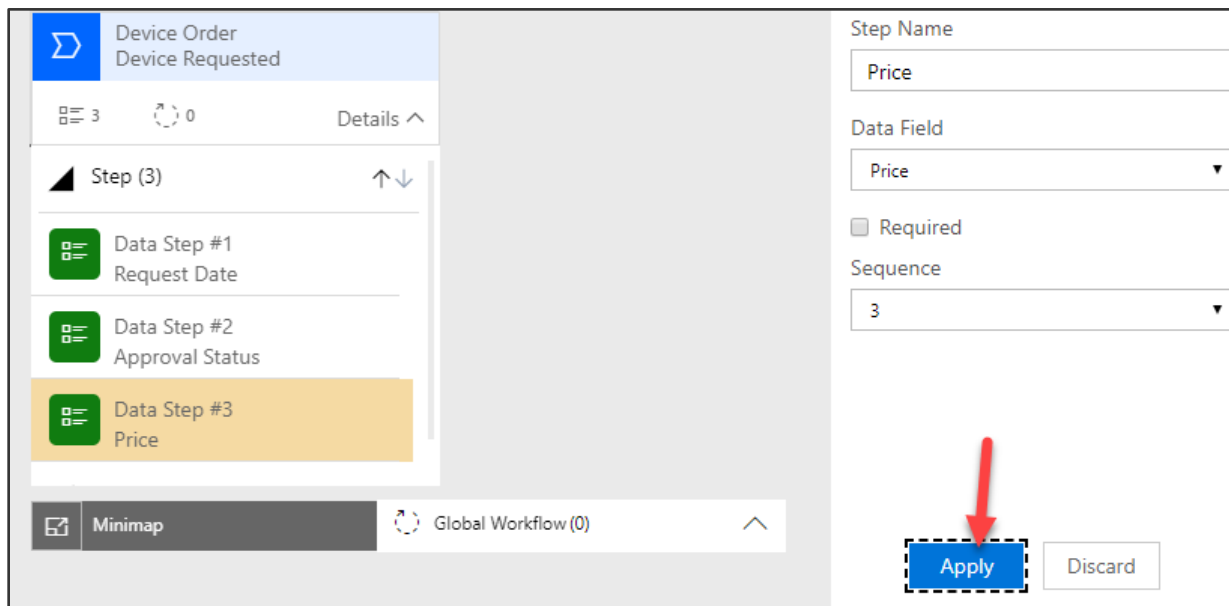 Device Order
Device Requested
3
0
Details
Step (3)
Data Step #1
Request Date
Data Step #2
Approval Status
Data Step #3
Price
Minimap
Global Workflow (0)
Step Name
Price
Data Field
Price
Required
Sequence
3
Apply
Discard